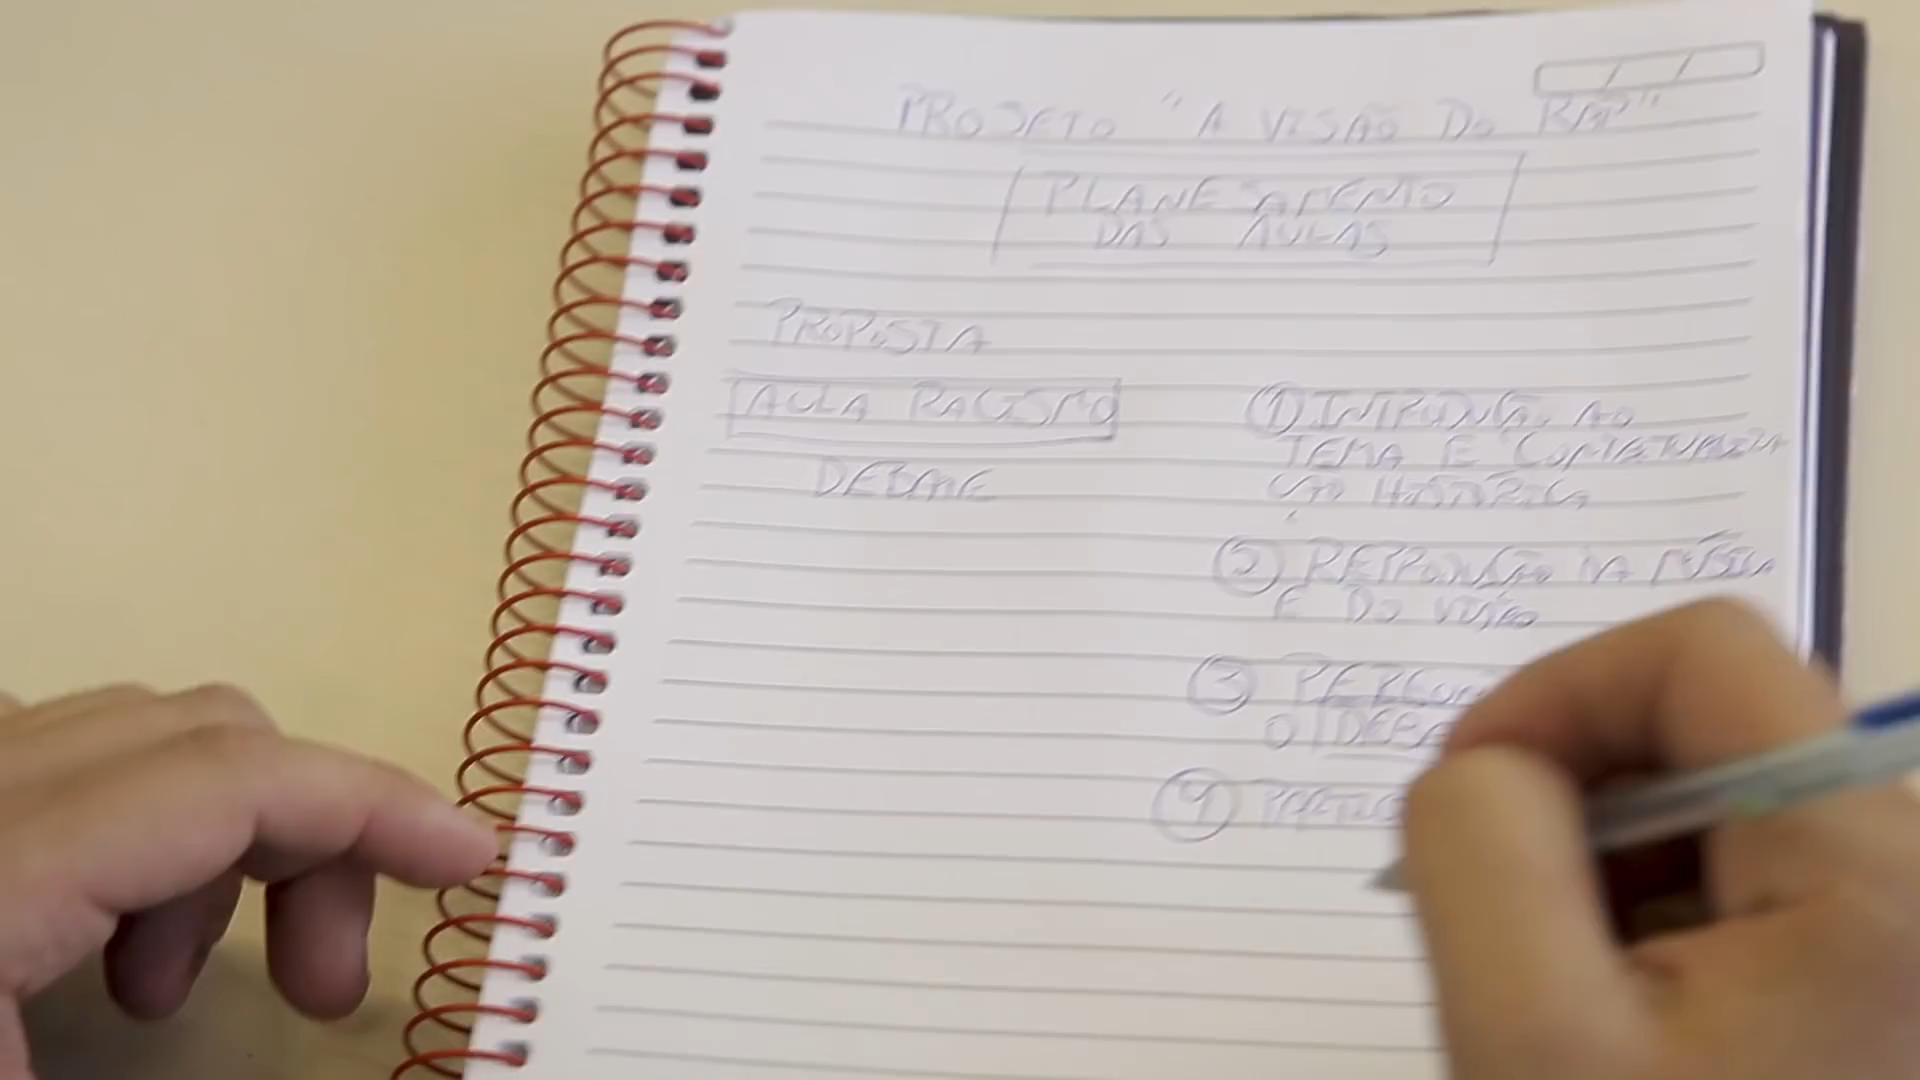 PROJETO "A VISÃO DO RAP"
PLANEJAMENTO
DAS AULAS
PROPOSTA
AULA RACISMO
DEBATE
① INTRODUÇÃO AO
TEMA E CONTEXTUALIZA
ÇÃO HISTÓRICA
② REPRODUÇÃO DA MÚSICA
E DO VÍDEO
③
O DEBA
④